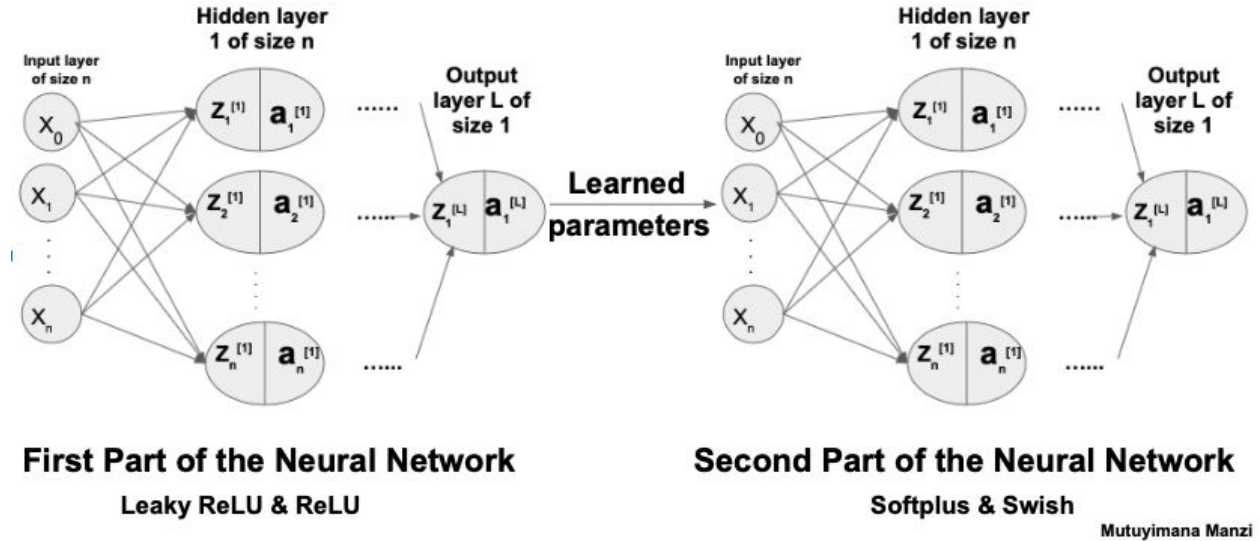 Hidden layer
1 of size n
Input layer
of size n
Output
layer L of
size 1
X0
X1
Xn
z1[1] a1[1] ......
z2[1] a2[1] ......
zn[1] an[1] ......
z1[L] a1[L]
Learned
parameters
Hidden layer
1 of size n
Input layer
of size n
Output
layer L of
size 1
X0
X1
Xn
z1[1] a1[1] ......
z2[1] a2[1] ......
zn[1] an[1] ......
z1[L] a1[L]
First Part of the Neural Network
Leaky ReLU & ReLU
Second Part of the Neural Network
Softplus & Swish
Mutuyimana Manzi